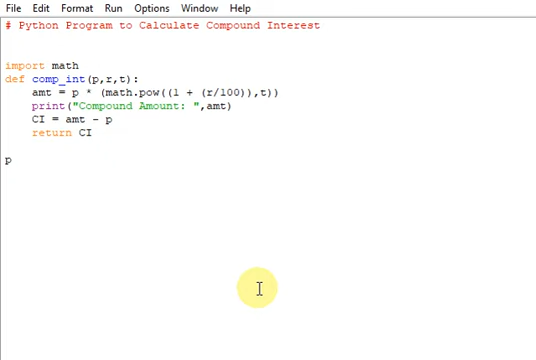 File Edit Format Run Options Window Help
# Python Program to Calculate Compound Interest
import math
def comp_int(p,r,t):
    amt = p * (math.pow((1 + (r/100)),t))
    print("Compound Amount: ",amt)
    CI = amt - p
    return CI
p